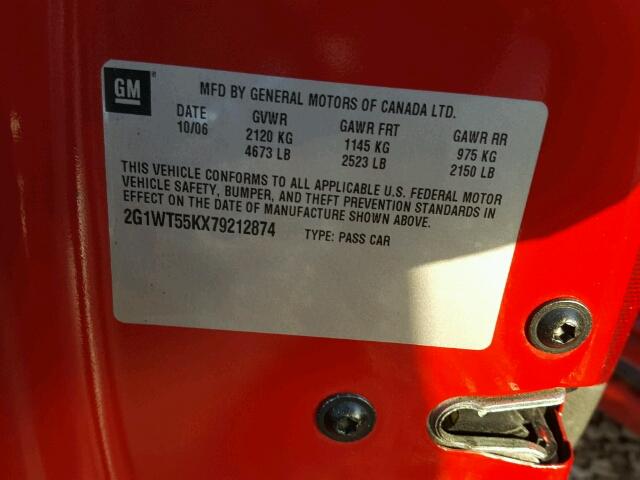 GM
MFD BY GENERAL MOTORS OF CANADA LTD.
DATE GVWR GAWR FRT GAWR RR
10/06 2120 KG 1145 KG 975 KG
4673 LB 2523 LB 2150 LB
THIS VEHICLE CONFORMS TO ALL APPLICABLE U.S. FEDERAL MOTOR
VEHICLE SAFETY, BUMPER, AND THEFT PREVENTION STANDARDS IN
EFFECT ON THE DATE OF MANUFACTURE SHOWN ABOVE.
2G1WT55KX79212874 TYPE: PASS CAR